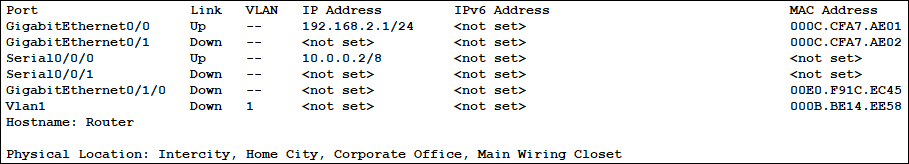 Port Link VLAN IP Address IPv6 Address MAC Address
GigabitEthernet0/0 Up -- 192.168.2.1/24 <not set> 000C.CFA7.AE01
GigabitEthernet0/1 Down -- <not set> <not set> 000C.CFA7.AE02
Serial0/0/0 Up -- 10.0.0.2/8 <not set> <not set>
Serial0/0/1 Down -- <not set> <not set> <not set>
GigabitEthernet0/1/0 Down -- <not set> <not set> 00E0.F91C.EC45
Vlan1 Down 1 <not set> <not set> 000B.BE14.EE58
Hostname: Router
Physical Location: Intercity, Home City, Corporate Office, Main Wiring Closet